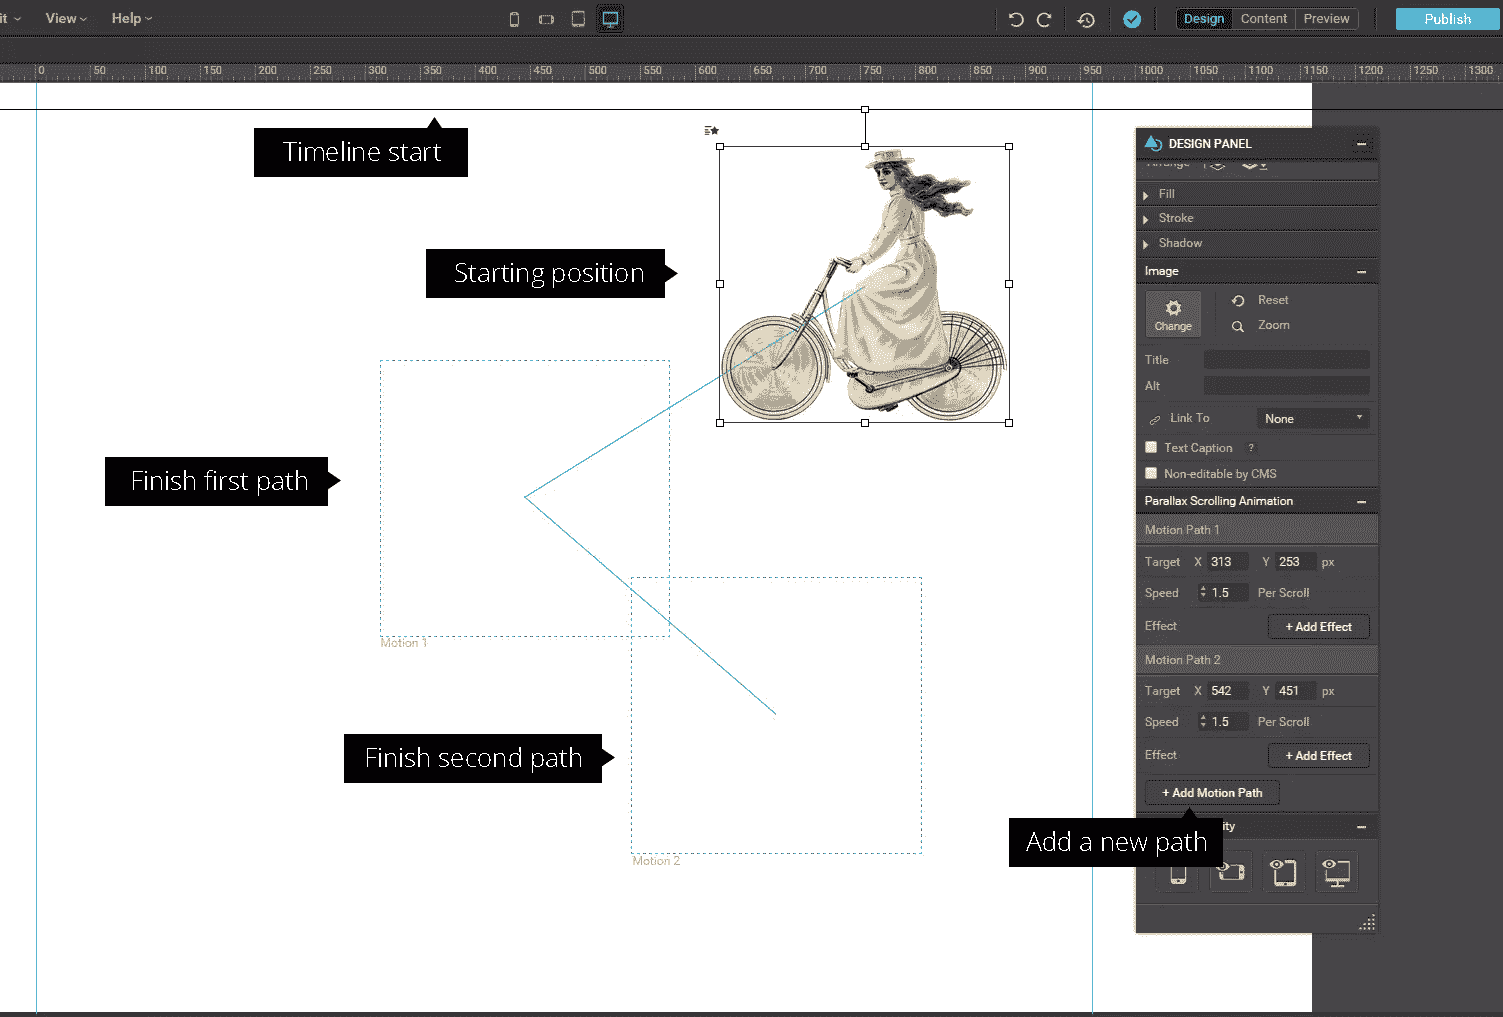 it View Help Design Content Preview Publish
0 50 100 150 200 250 300 350 400 450 500 550 600 650 700 750 800 850 900 950 1000 1050 1100 1150 1200 1250 1300
Timeline start
Starting position
Finish first path
Motion 1
Finish second path
Motion 2
DESIGN PANEL
Arrange
Fill
Stroke
Shadow
Image
Change
Reset
Zoom
Title
Alt
Link To None
Text Caption ?
Non-editable by CMS
Parallax Scrolling Animation
Motion Path 1
Target X 313 Y 253 px
Speed 1.5 Per Scroll
Effect + Add Effect
Motion Path 2
Target X 542 Y 451 px
Speed 1.5 Per Scroll
Effect + Add Effect
+ Add Motion Path
ity
Add a new path